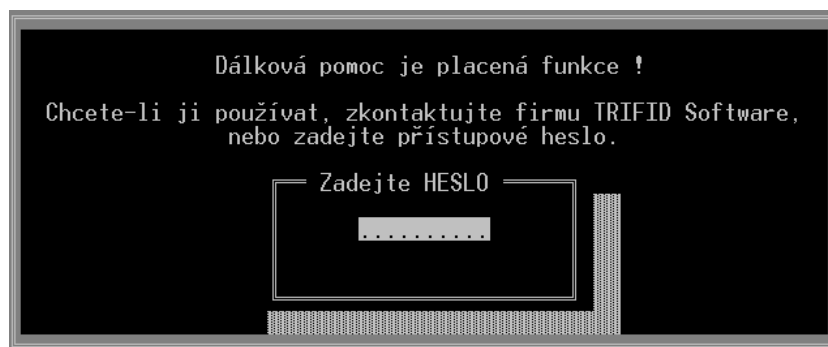 Dálková pomoc je placená funkce !
Chcete-li ji používat, zkontaktujte firmu TRIFID Software,
nebo zadejte přístupové heslo.
Zadejte HESLO
..........